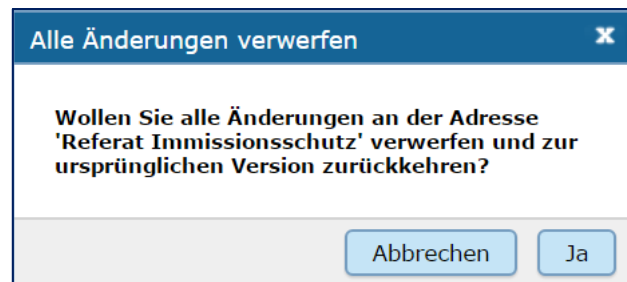 Alle Änderungen verwerfen x
Wollen Sie alle Änderungen an der Adresse
'Referat Immissionsschutz' verwerfen und zur
ursprünglichen Version zurückkehren?
Abbrechen Ja